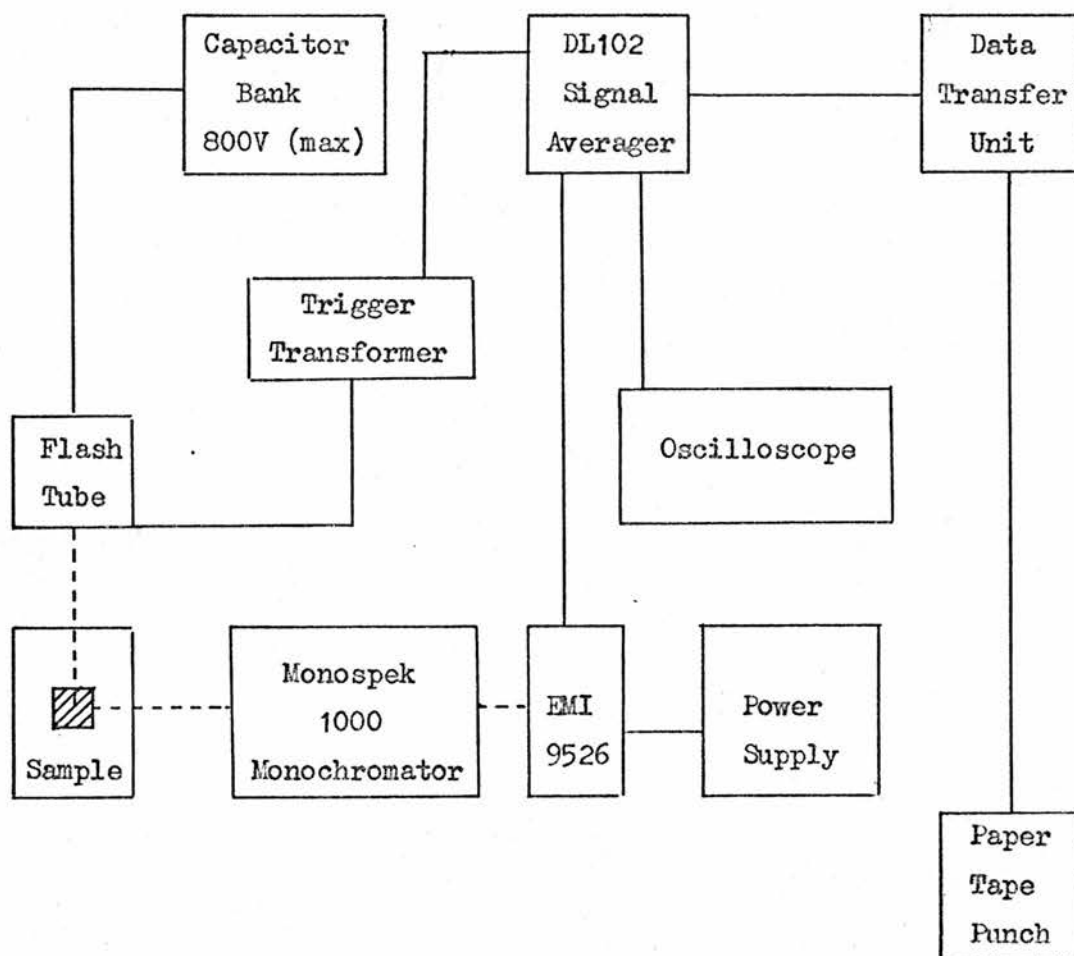 Capacitor
Bank
800V (max)
DL102
Signal
Averager
Data
Transfer
Unit
Trigger
Transformer
Flash
Tube
Oscilloscope
Sample
Monospek
1000
Monochromator
EMI
9526
Power
Supply
Paper
Tape
Punch